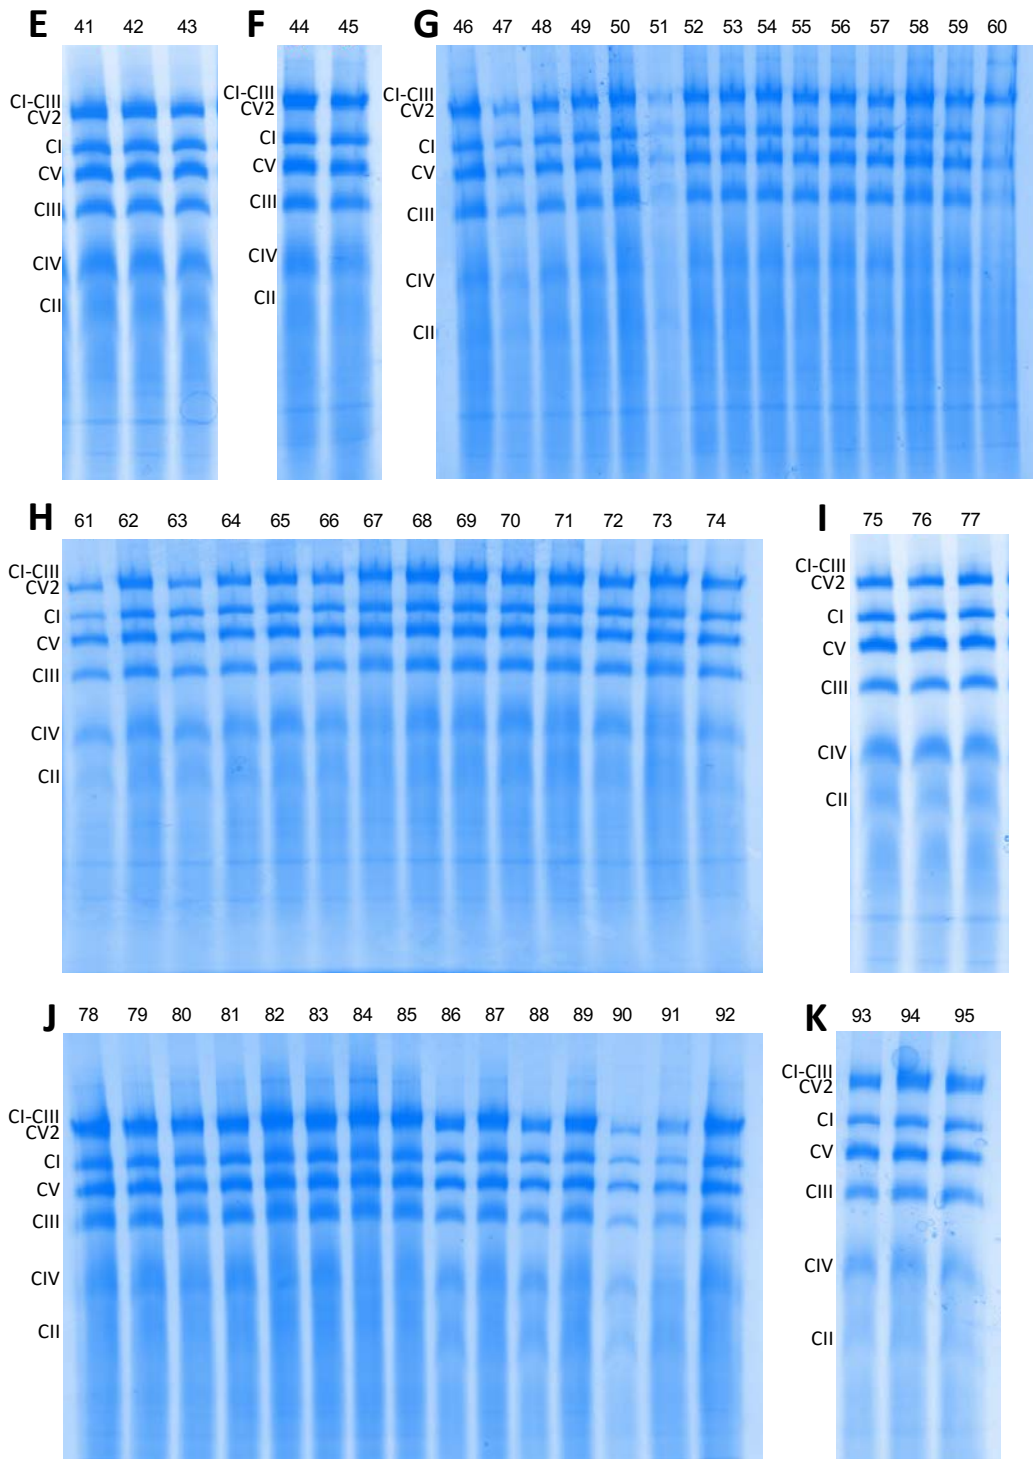 E 41 42 43
CI-CIII
CV2
CI
CV
CIII
CIV
CII
F 44 45
CI-CIII
CV2
CI
CV
CIII
CIV
CII
G 46 47 48 49 50 51 52 53 54 55 56 57 58 59 60
CI-CIII
CV2
CI
CV
CIII
CIV
CII
H 61 62 63 64 65 66 67 68 69 70 71 72 73 74
CI-CIII
CV2
CI
CV
CIII
CIV
CII
I 75 76 77
CI-CIII
CV2
CI
CV
CIII
CIV
CII
J 78 79 80 81 82 83 84 85 86 87 88 89 90 91 92
CI-CIII
CV2
CI
CV
CIII
CIV
CII
K 93 94 95
CI-CIII
CV2
CI
CV
CIII
CIV
CII